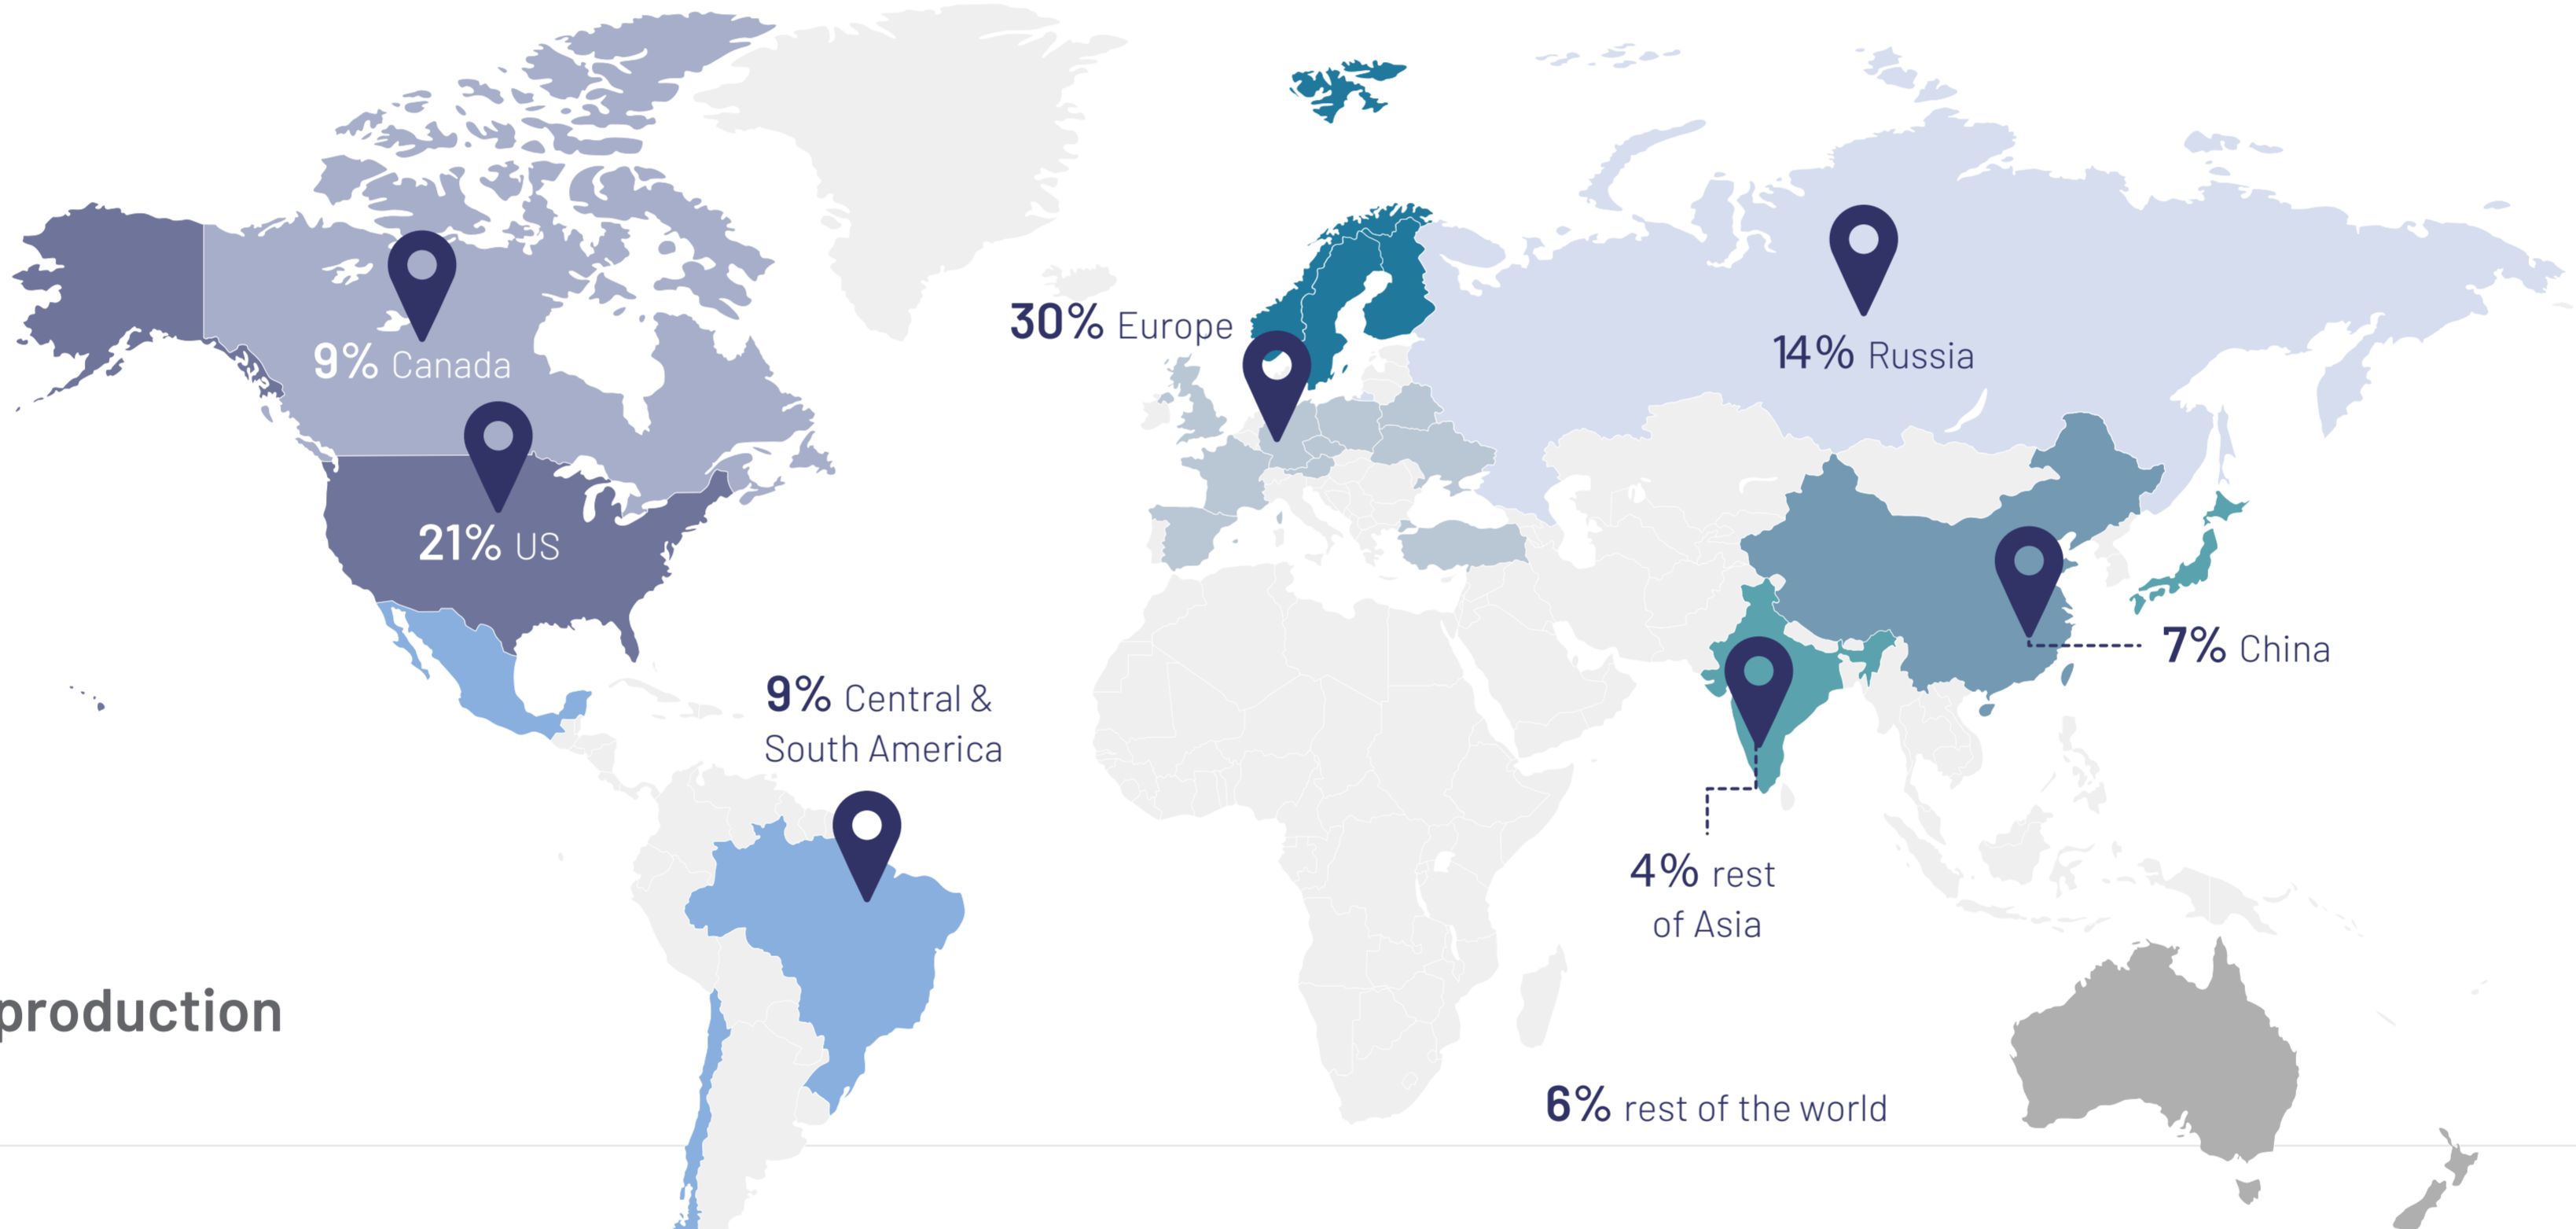 30% Europe
14% Russia
9% Canada
21% US
7% China
9% Central &
South America
4% rest
of Asia
production
6% rest of the world